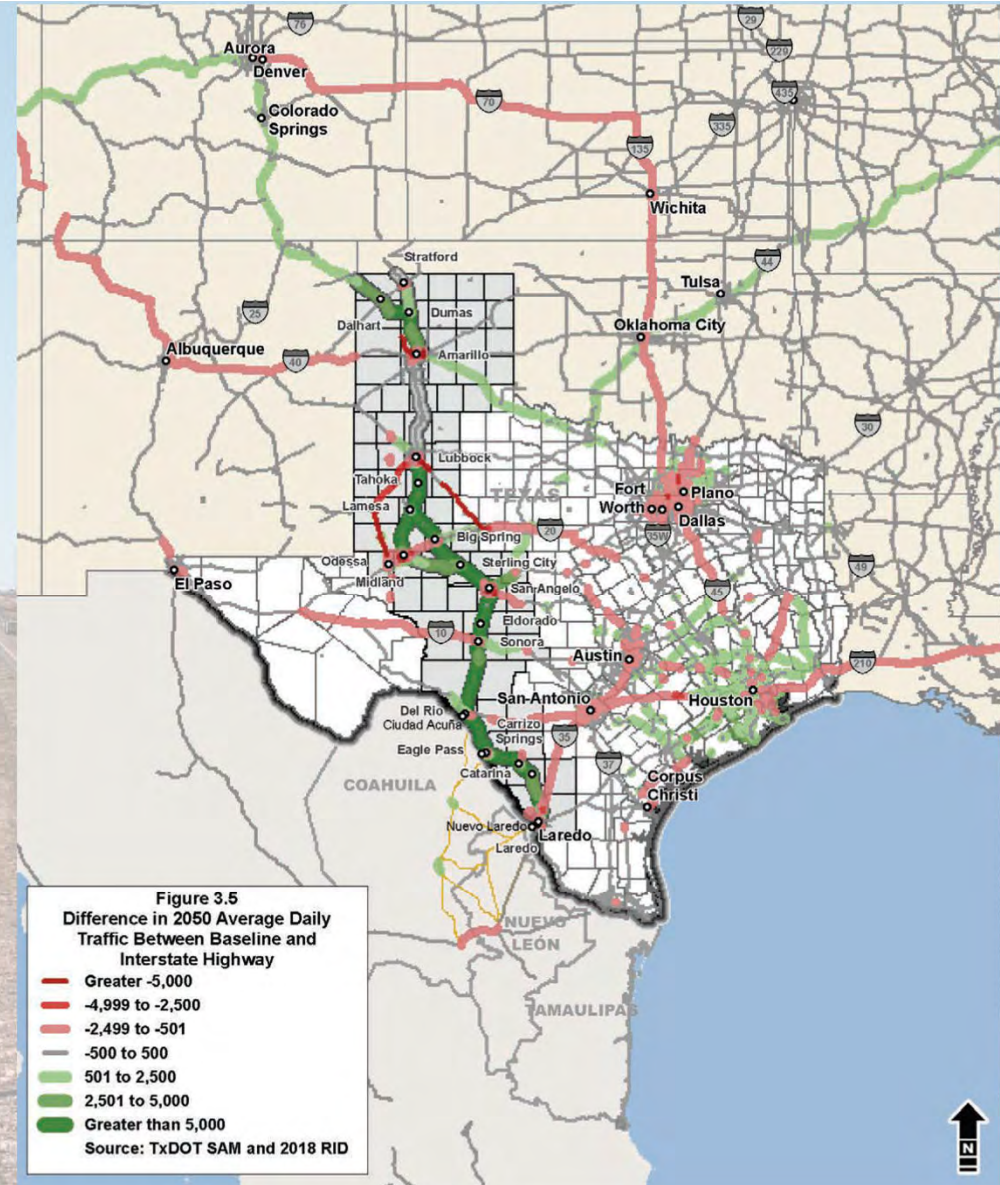 76
29
229
Aurora
Denver
70
435
Colorado
Springs
335
135
Wichita
44
Stratford
Tulsa
25
Dalhart
Dumas
Oklahoma City
Albuquerque
40
Amarillo
30
Lubbock
Tahoka
TEXAS
Fort
Worth
Plano
Lamesa
Dallas
20
35W
Big Spring
Odessa
Sterling City
49
El Paso
Midland
San Angelo
45
Eldorado
10
Sonora
Austin
210
San Antonio
Houston
Del Rio
Ciudad Acuña
Carrizo
Springs
35
Eagle Pass
37
Catarina
COAHUILA
Corpus
Christi
Nuevo Laredo
Laredo
Laredo
NUEVO
LEÓN
TAMAULIPAS
Figure 3.5
Difference in 2050 Average Daily
Traffic Between Baseline and
Interstate Highway
Greater -5,000
-4,999 to -2,500
-2,499 to -501
-500 to 500
501 to 2,500
2,501 to 5,000
Greater than 5,000
Source: TxDOT SAM and 2018 RID
N